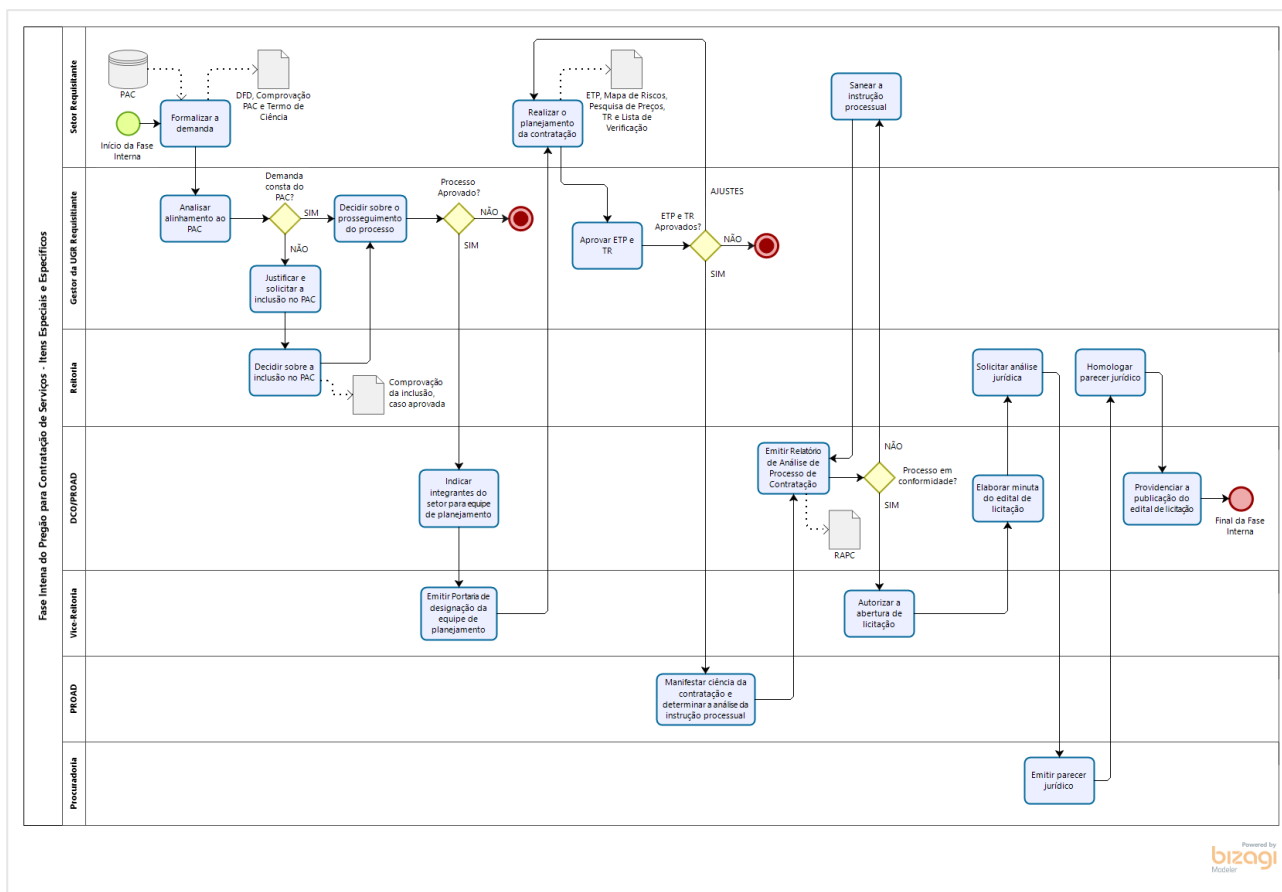 Fase Intena do Pregão para Contratação de Serviços - Itens Especiais e Específicos
Setor Requisitante
PAC
DFD, Comprovação
PAC e Termo de
Ciência
Início da Fase
Interna
Formalizar a
demanda
Realizar o
planejamento
da contratação
ETP, Mapa de Riscos,
Pesquisa de Preços,
TR e Lista de
Verificação
Sanear a
instrução
processual
Gestor da UGR Requisitante
Analisar
alinhamento ao
PAC
Demanda
consta do
PAC?
SIM
NÃO
Justificar e
solicitar a
inclusão no PAC
Decidir sobre o
prosseguimento
do processo
Processo
Aprovado?
NÃO
SIM
Aprovar ETP e
TR
ETP e TR
Aprovados?
AJUSTES
NÃO
SIM
Reitoria
Decidir sobre a
inclusão no PAC
Comprovação
da inclusão,
caso aprovada
Solicitar análise
jurídica
Homologar
parecer jurídico
DCO/PROAD
Indicar
integrantes do
setor para equipe
de planejamento
Emitir Relatório
de Análise de
Processo de
Contratação
RAPC
NÃO
Processo em
conformidade?
SIM
Elaborar minuta
do edital de
licitação
Providenciar a
publicação do
edital de licitação
Final da Fase
Interna
Vice-Reitoria
Emitir Portaria de
designação da
equipe de
planejamento
Autorizar a
abertura de
licitação
PROAD
Manifestar ciência da
contratação e
determinar a análise da
instrução processual
Procuradoria
Emitir parecer
jurídico
Powered by
bizagi
Modeler